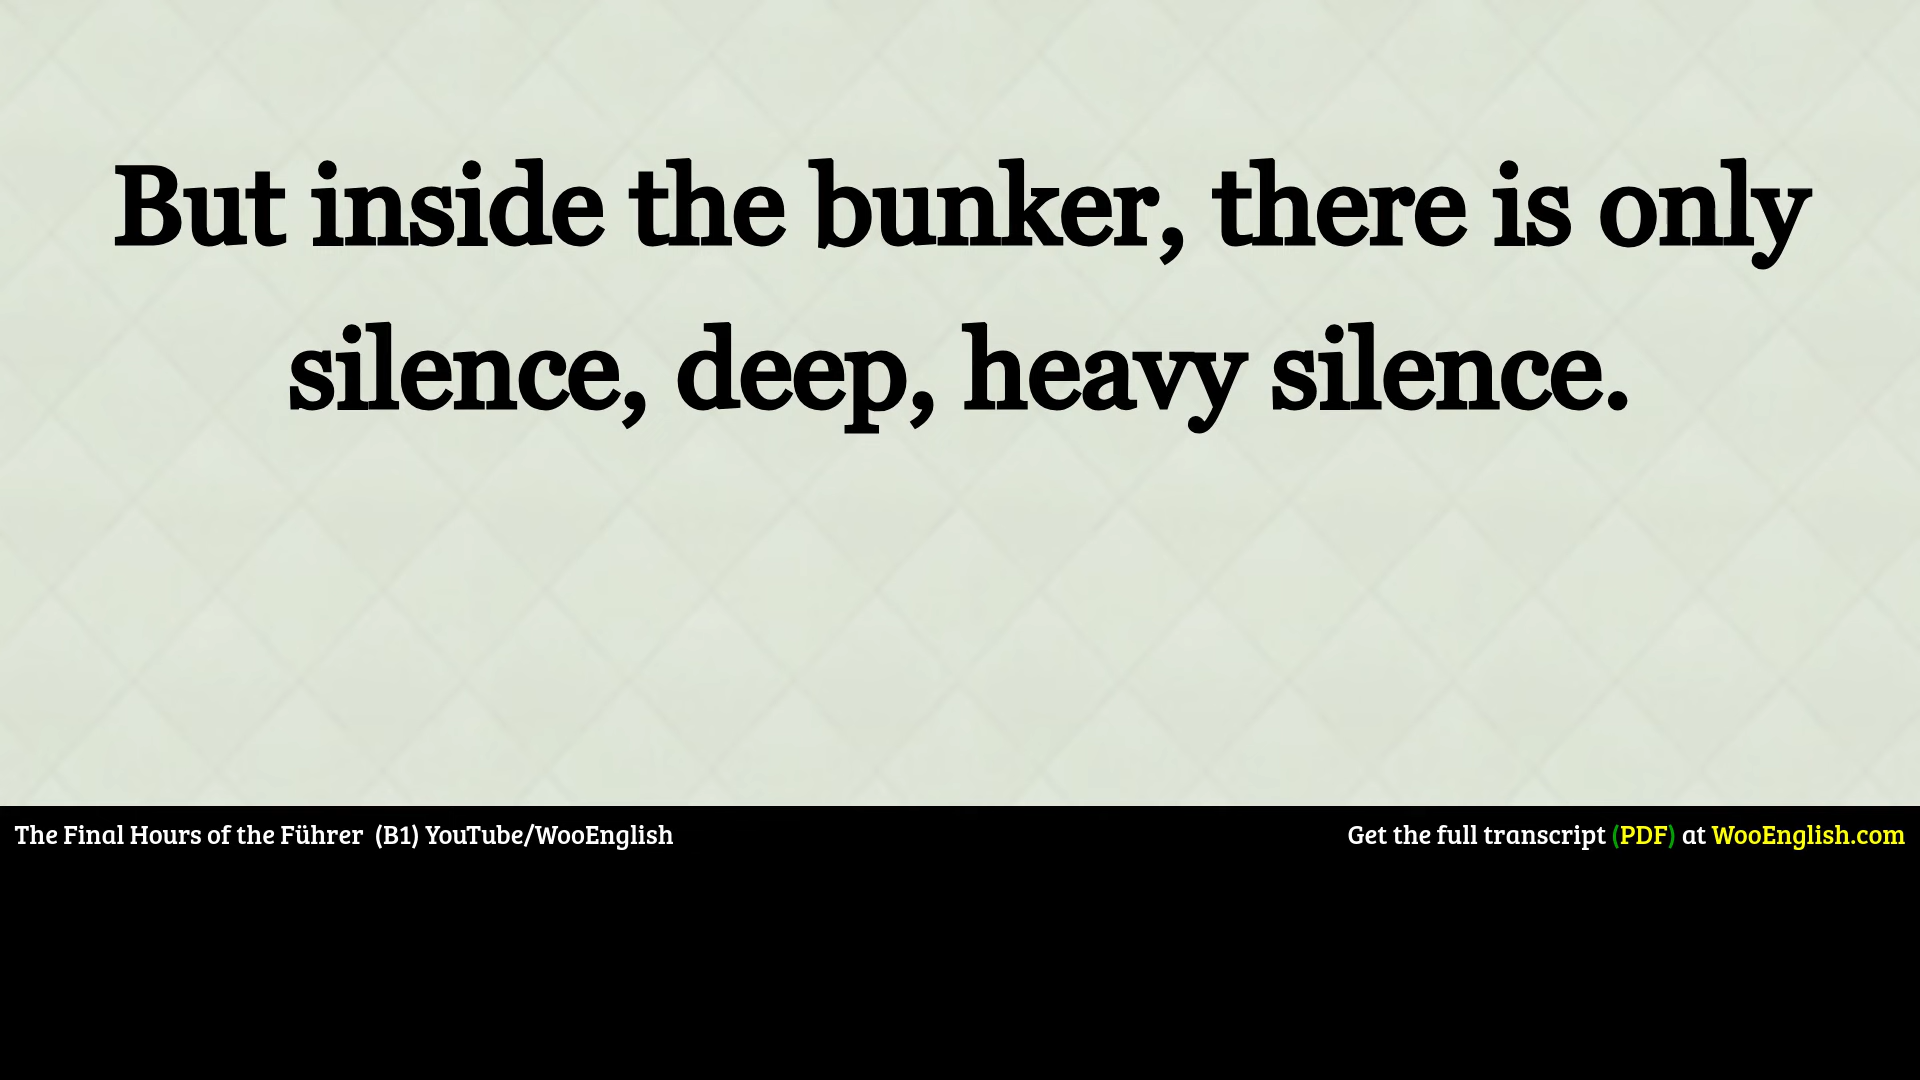 But inside the bunker, there is only
silence, deep, heavy silence.
The Final Hours of the Führer (B1) YouTube/WooEnglish
Get the full transcript (PDF) at WooEnglish.com